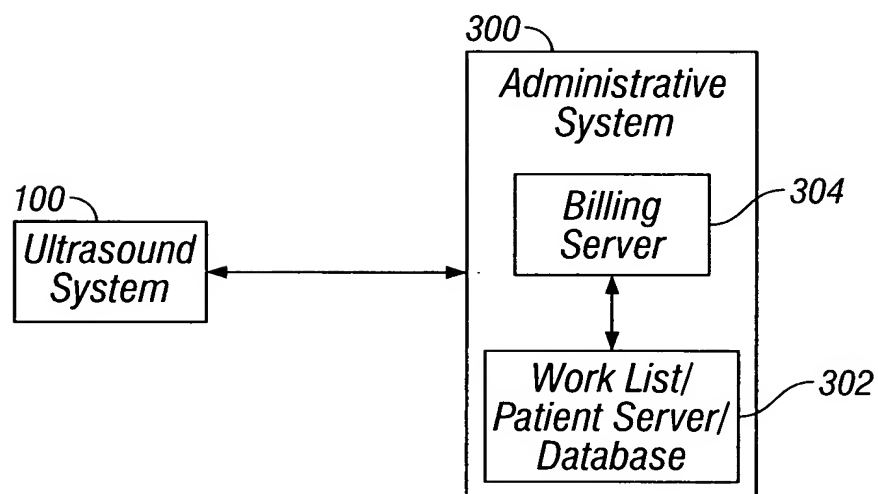 300
Administrative
System
100
Ultrasound
System
Billing
Server
304
Work List/
Patient Server/
Database
302